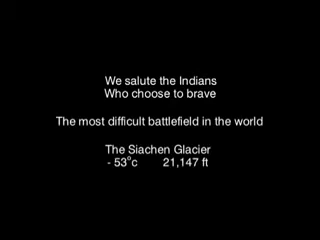 We salute the Indians
Who choose to brave
The most difficult battlefield in the world
The Siachen Glacier
- 53°c 21,147 ft